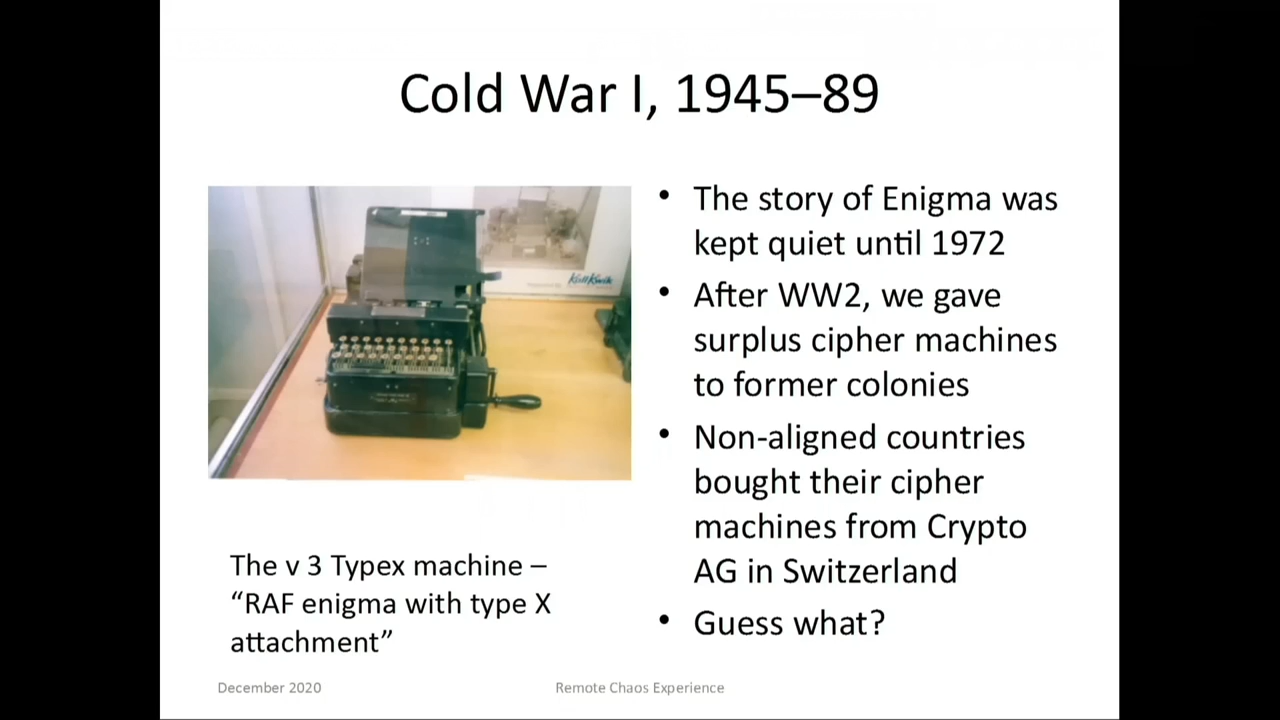 Cold War I, 1945–89
KallKwik
• The story of Enigma was
kept quiet until 1972
• After WW2, we gave
surplus cipher machines
to former colonies
• Non-aligned countries
bought their cipher
machines from Crypto
AG in Switzerland
• Guess what?
The v 3 Typex machine –
“RAF enigma with type X
attachment”
December 2020
Remote Chaos Experience